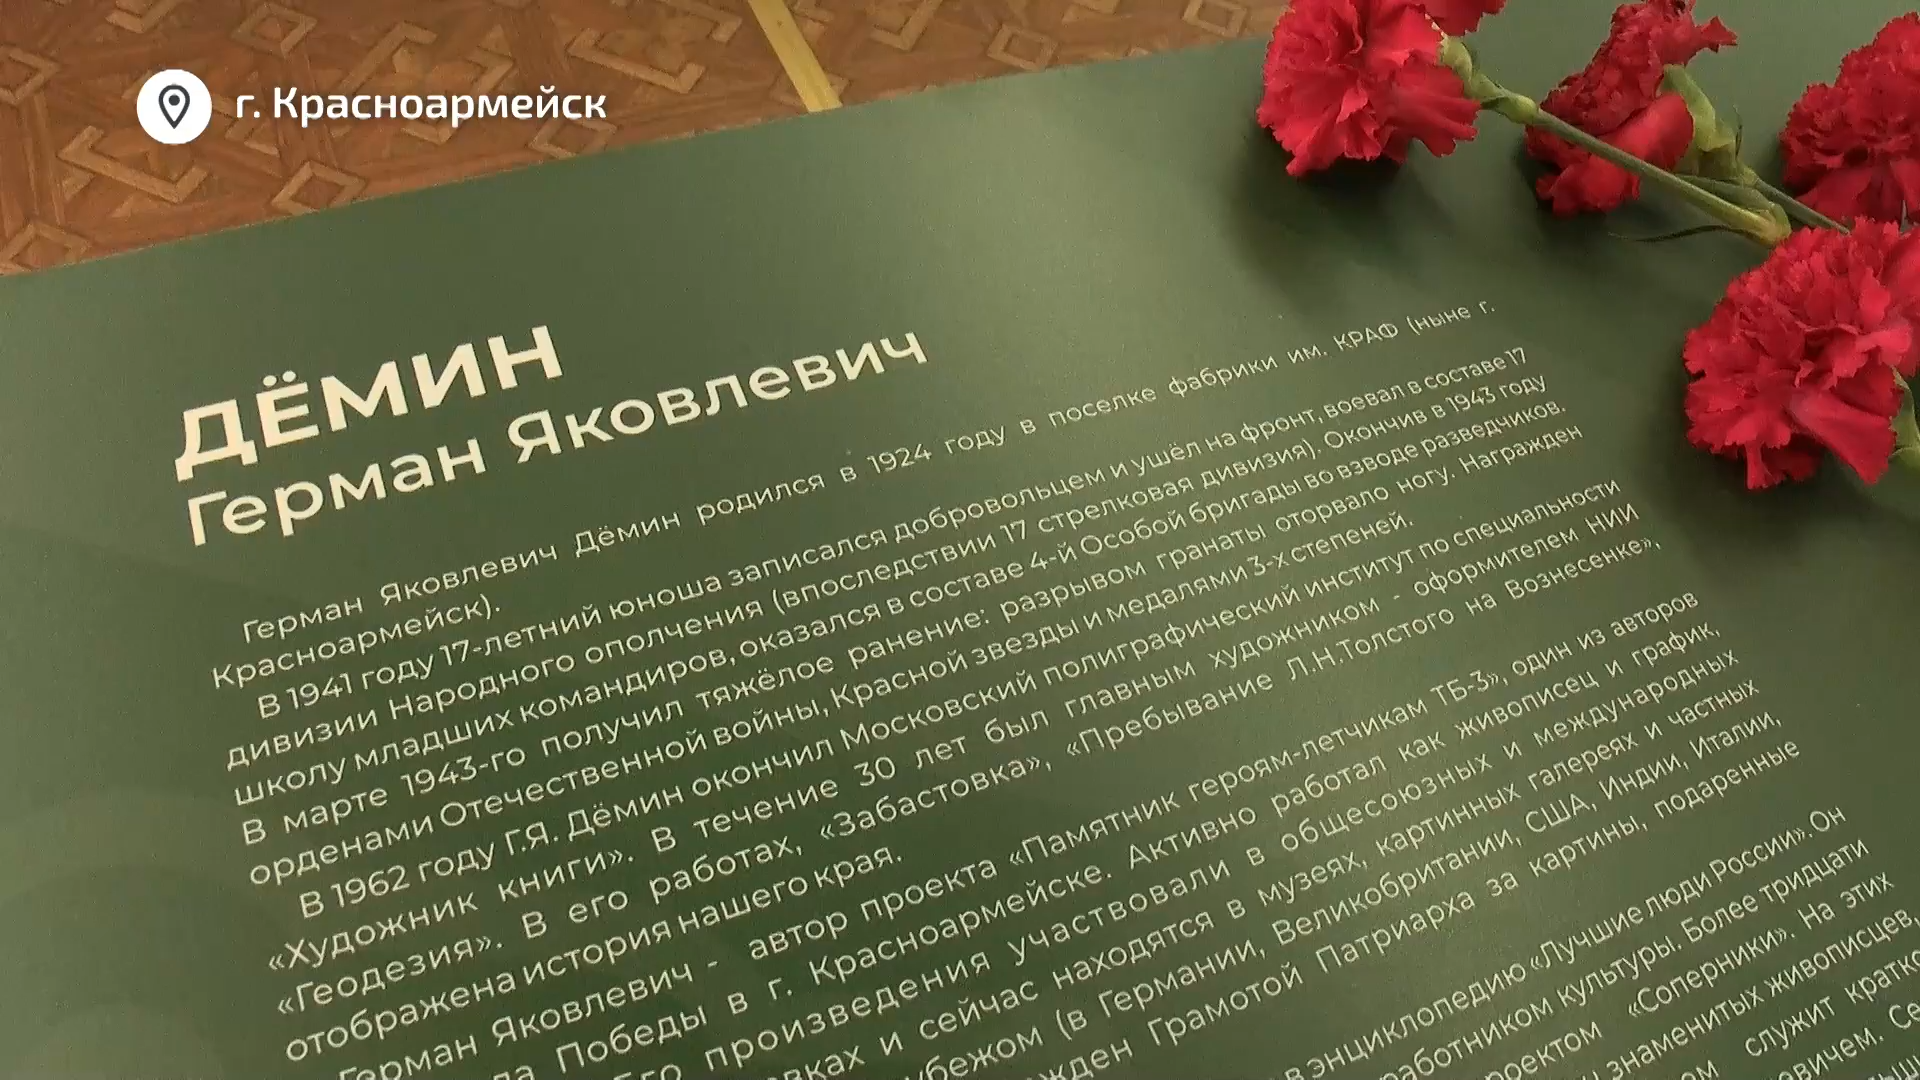 г. Красноармейск
ДЁМИН
Герман Яковлевич
Герман Яковлевич Дёмин родился в 1924 году в поселке фабрики им. КРАФ (ныне г.
Красноармейск).
В 1941 году 17-летний юноша записался добровольцем и ушёл на фронт, воевал в составе 17
дивизии Народного ополчения (впоследствии 17 стрелковая дивизия). Окончив в 1943 году
школу младших командиров, оказался в составе 4-й Особой бригады во взводе разведчиков.
В марте 1943-го получил тяжёлое ранение: разрывом гранаты оторвало ногу. Награжден
орденами Отечественной войны, Красной звезды и медалями 3-х степеней.
В 1962 году Г.Я. Дёмин окончил Московский полиграфический институт по специальности
«Художник книги». В течение 30 лет был главным художником - оформителем НИИ
«Геодезия». В его работах, «Забастовка», «Пребывание Л.Н.Толстого на Вознесенке»,
отображена история нашего края.
Герман Яковлевич - автор проекта «Памятник героям-летчикам ТБ-3», один из авторов
Победы в г. Красноармейске. Активно работал как живописец и график,
Его произведения участвовали в общесоюзных и международных
и сейчас находятся в музеях, картинных галереях и частных
(в Германии, Великобритании, США, Индии, Италии,
Грамотой Патриарха за картины, подаренные
в энциклопедию «Лучшие люди России». Он
работником культуры. Более тридцати
«Соперники». На этих
знаменитых живописцев,
служит